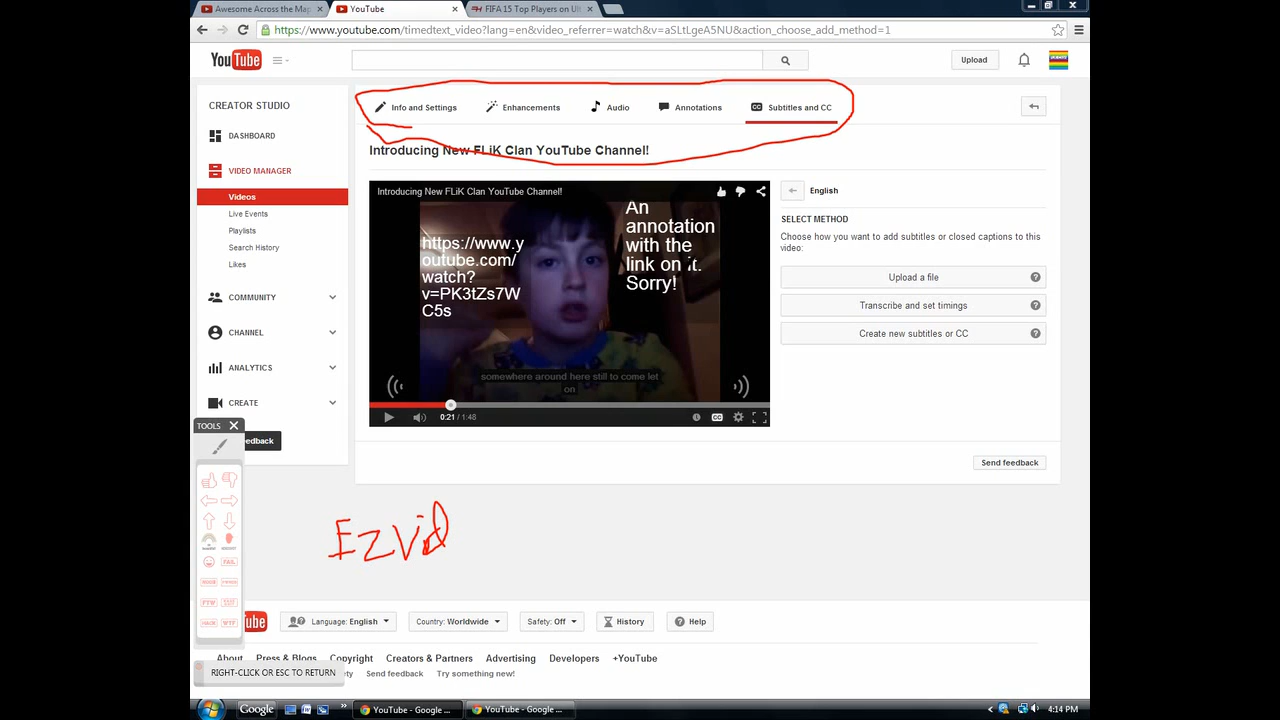 Awesome Across the Map
YouTube
FIFA 15 Top Players on Ult
https://www.youtube.com/timedtext_video?lang=en&video_referrer=watch&v=aSLtLgeA5NU&action_choose_add_method=1
YouTube
Upload
CREATOR STUDIO
Info and Settings
Enhancements
Audio
Annotations
CC Subtitles and CC
DASHBOARD
Introducing New FLiK Clan YouTube Channel!
VIDEO MANAGER
Videos
Live Events
Playlists
Search History
Likes
COMMUNITY
CHANNEL
ANALYTICS
CREATE
Introducing New FLiK Clan YouTube Channel!
https://www.y
outube.com/
watch?
v=PK3tZs7W
C5s
An
annotation
with the
link on it.
Sorry!
somewhere around here still to come let
on
0:21 / 1:48
CC
English
SELECT METHOD
Choose how you want to add subtitles or closed captions to this
video:
Upload a file
Transcribe and set timings
Create new subtitles or CC
Send feedback
TOOLS
eedback
FAIL
HACK
WTF
Ezvid
Language: English
Country: Worldwide
Safety: Off
History
Help
About
Press & Blogs
Copyright
Creators & Partners
Advertising
Developers
+YouTube
Send feedback
Try something new!
RIGHT-CLICK OR ESC TO RETURN
Google
YouTube - Google ...
YouTube - Google ...
4:14 PM